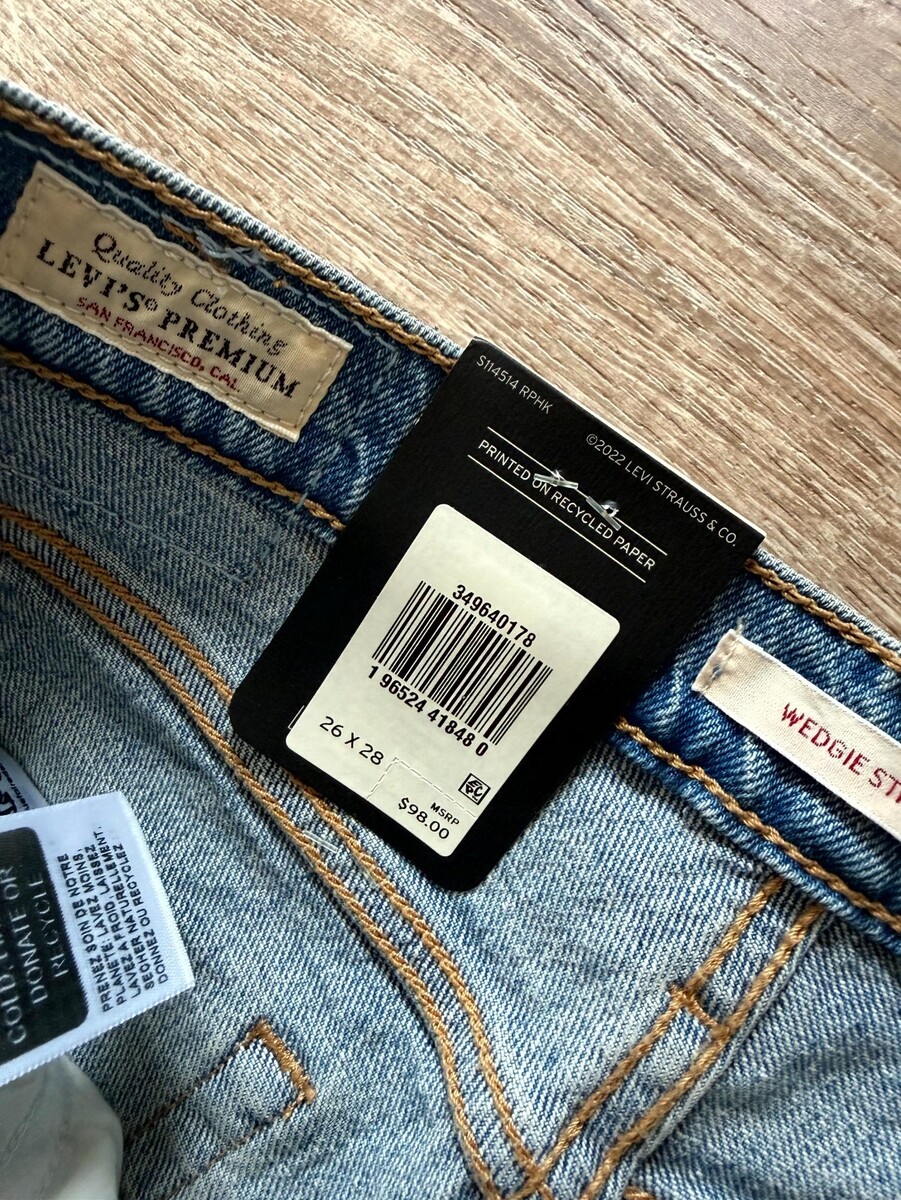 Quality Clothing
LEVI'S® PREMIUM
SAN FRANCISCO, CAL.
S114514 RPHK
©2022 LEVI STRAUSS & CO.
PRINTED ON RECYCLED PAPER
349640178
1 96524 41848 0
26 X 28
MSRP
$98.00
WEDGIE
DONATE OR
RECYCLE
PRENEZ SOIN DE NOTRE
PLANÈTE LAVEZ MOINS,
LAVEZ À FROID, LAISSEZ
SÉCHER NATURELLEMENT.
DONNEZ OU RECYCLEZ